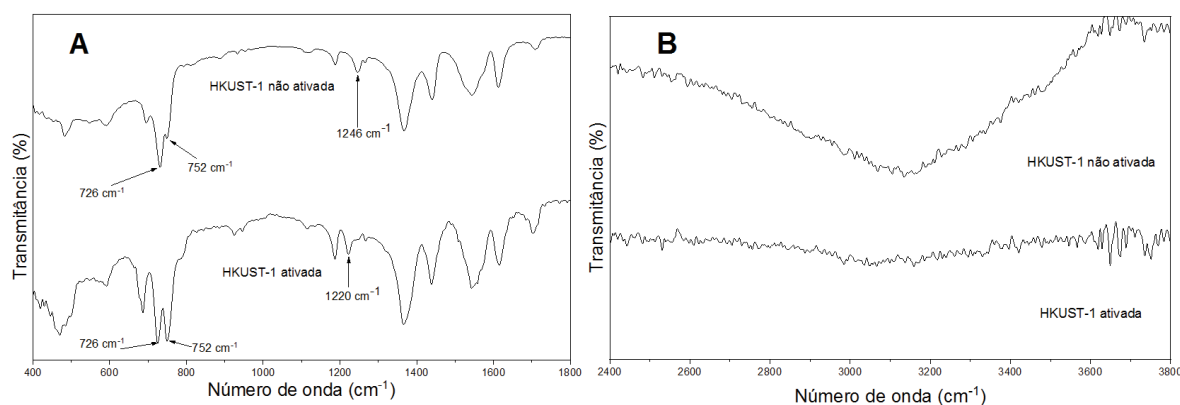 A
Transmitância (%)
HKUST-1 não ativada
1246 cm⁻¹
752 cm⁻¹
726 cm⁻¹
HKUST-1 ativada
1220 cm⁻¹
726 cm⁻¹
752 cm⁻¹
400 600 800 1000 1200 1400 1600 1800
Número de onda (cm⁻¹)
B
Transmitância (%)
HKUST-1 não ativada
HKUST-1 ativada
2400 2600 2800 3000 3200 3400 3600 3800
Número de onda (cm⁻¹)